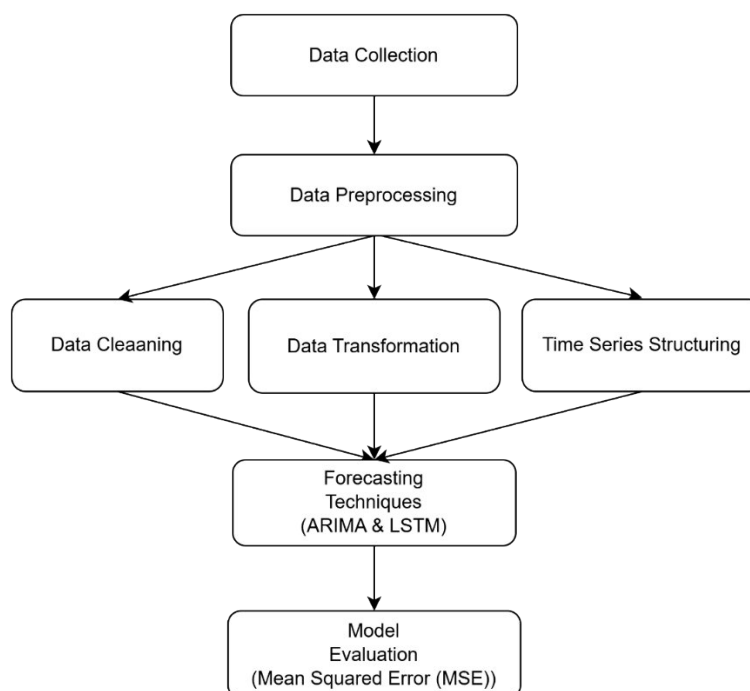 Data Collection
Data Preprocessing
Data Cleaaning
Data Transformation
Time Series Structuring
Forecasting
Techniques
(ARIMA & LSTM)
Model
Evaluation
(Mean Squared Error (MSE))